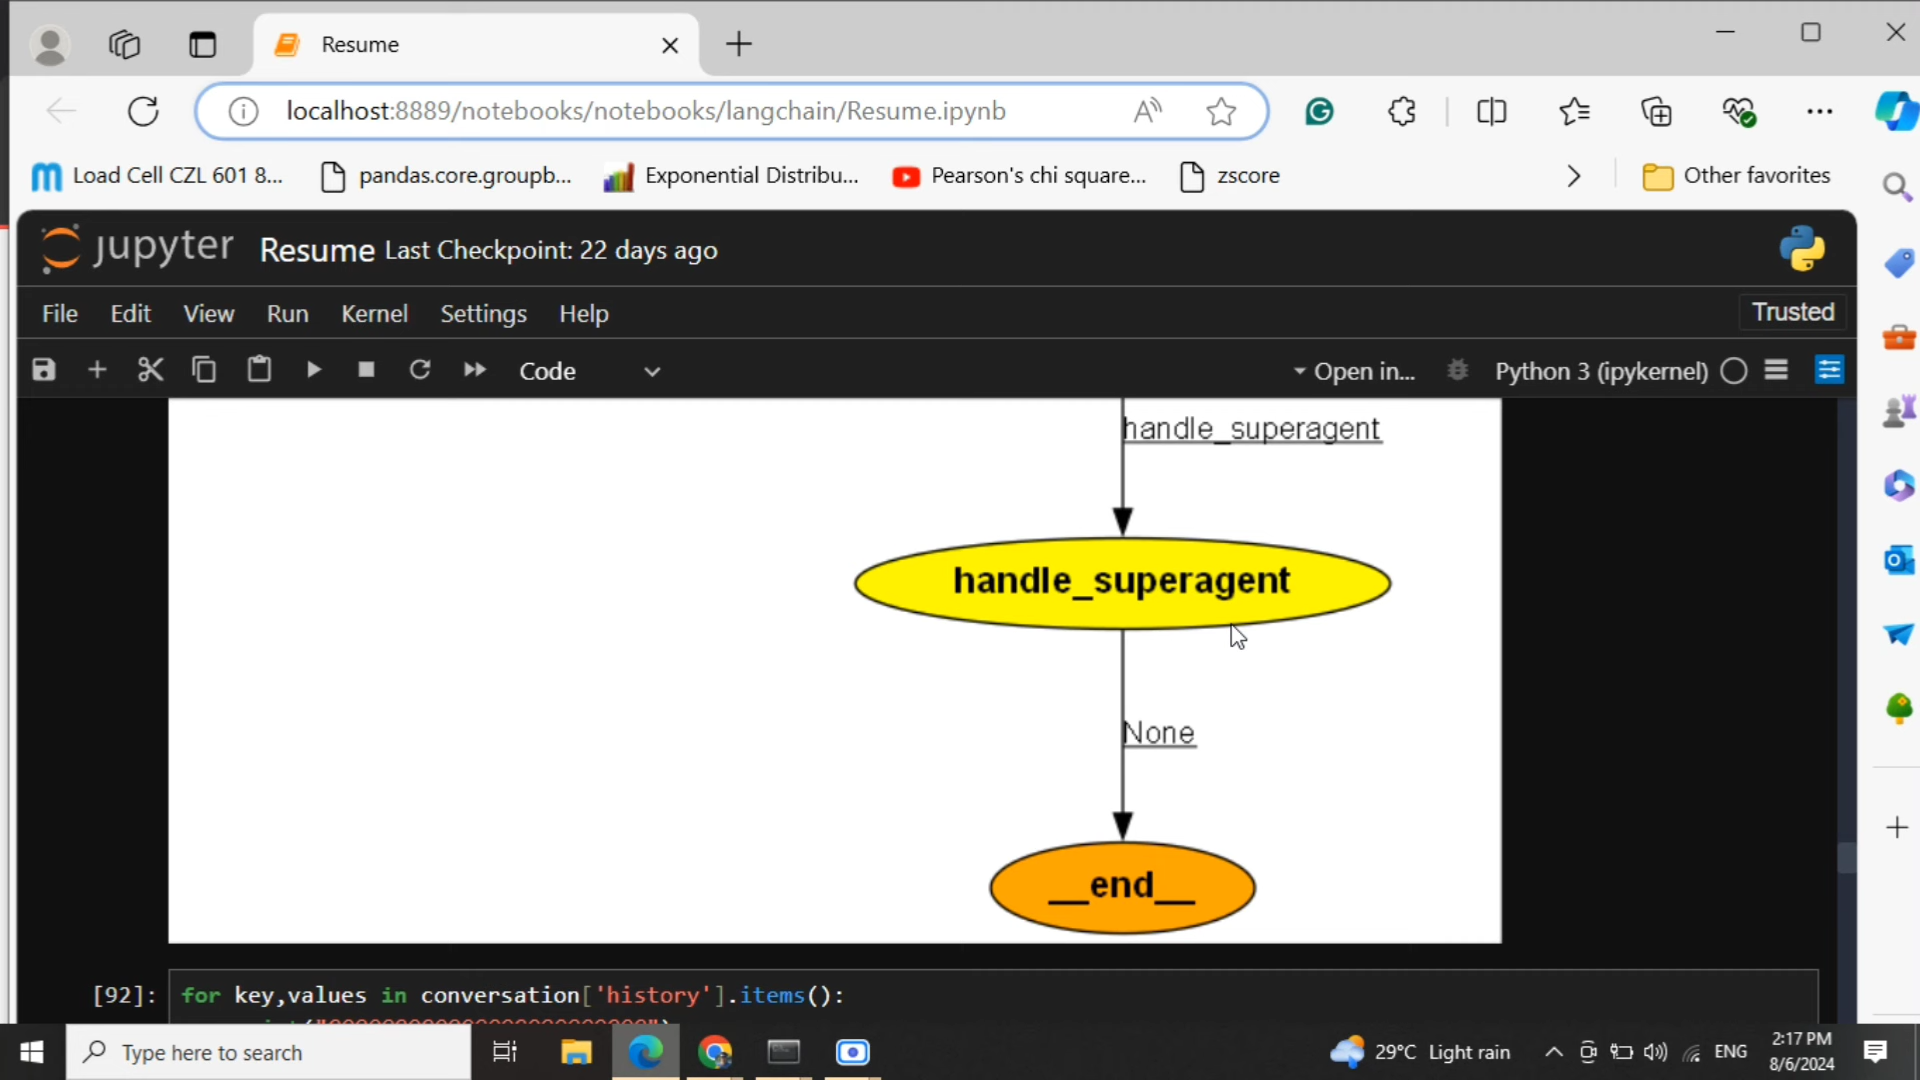 Resume
localhost:8889/notebooks/notebooks/langchain/Resume.ipynb
Load Cell CZL 601 8... pandas.core.groupb... Exponential Distribu... Pearson's chi square... zscore Other favorites
jupyter Resume Last Checkpoint: 22 days ago
File Edit View Run Kernel Settings Help Trusted
Code Open in... Python 3 (ipykernel)
handle_superagent
handle_superagent
None
__end__
[92]: for key,values in conversation['history'].items():
Type here to search 29°C Light rain ENG 2:17 PM
8/6/2024